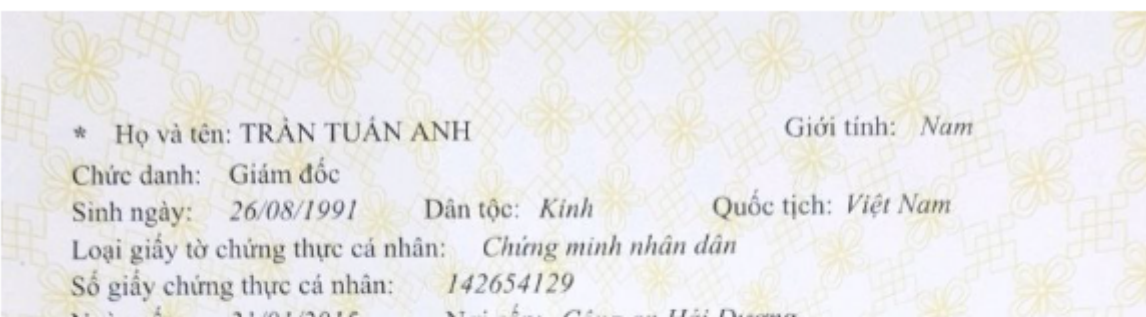 * Họ và tên: TRẦN TUẤN ANH Giới tính: Nam
Chức danh: Giám đốc
Sinh ngày: 26/08/1991 Dân tộc: Kinh Quốc tịch: Việt Nam
Loại giấy tờ chứng thực cá nhân: Chứng minh nhân dân
Số giấy chứng thực cá nhân: 142654129